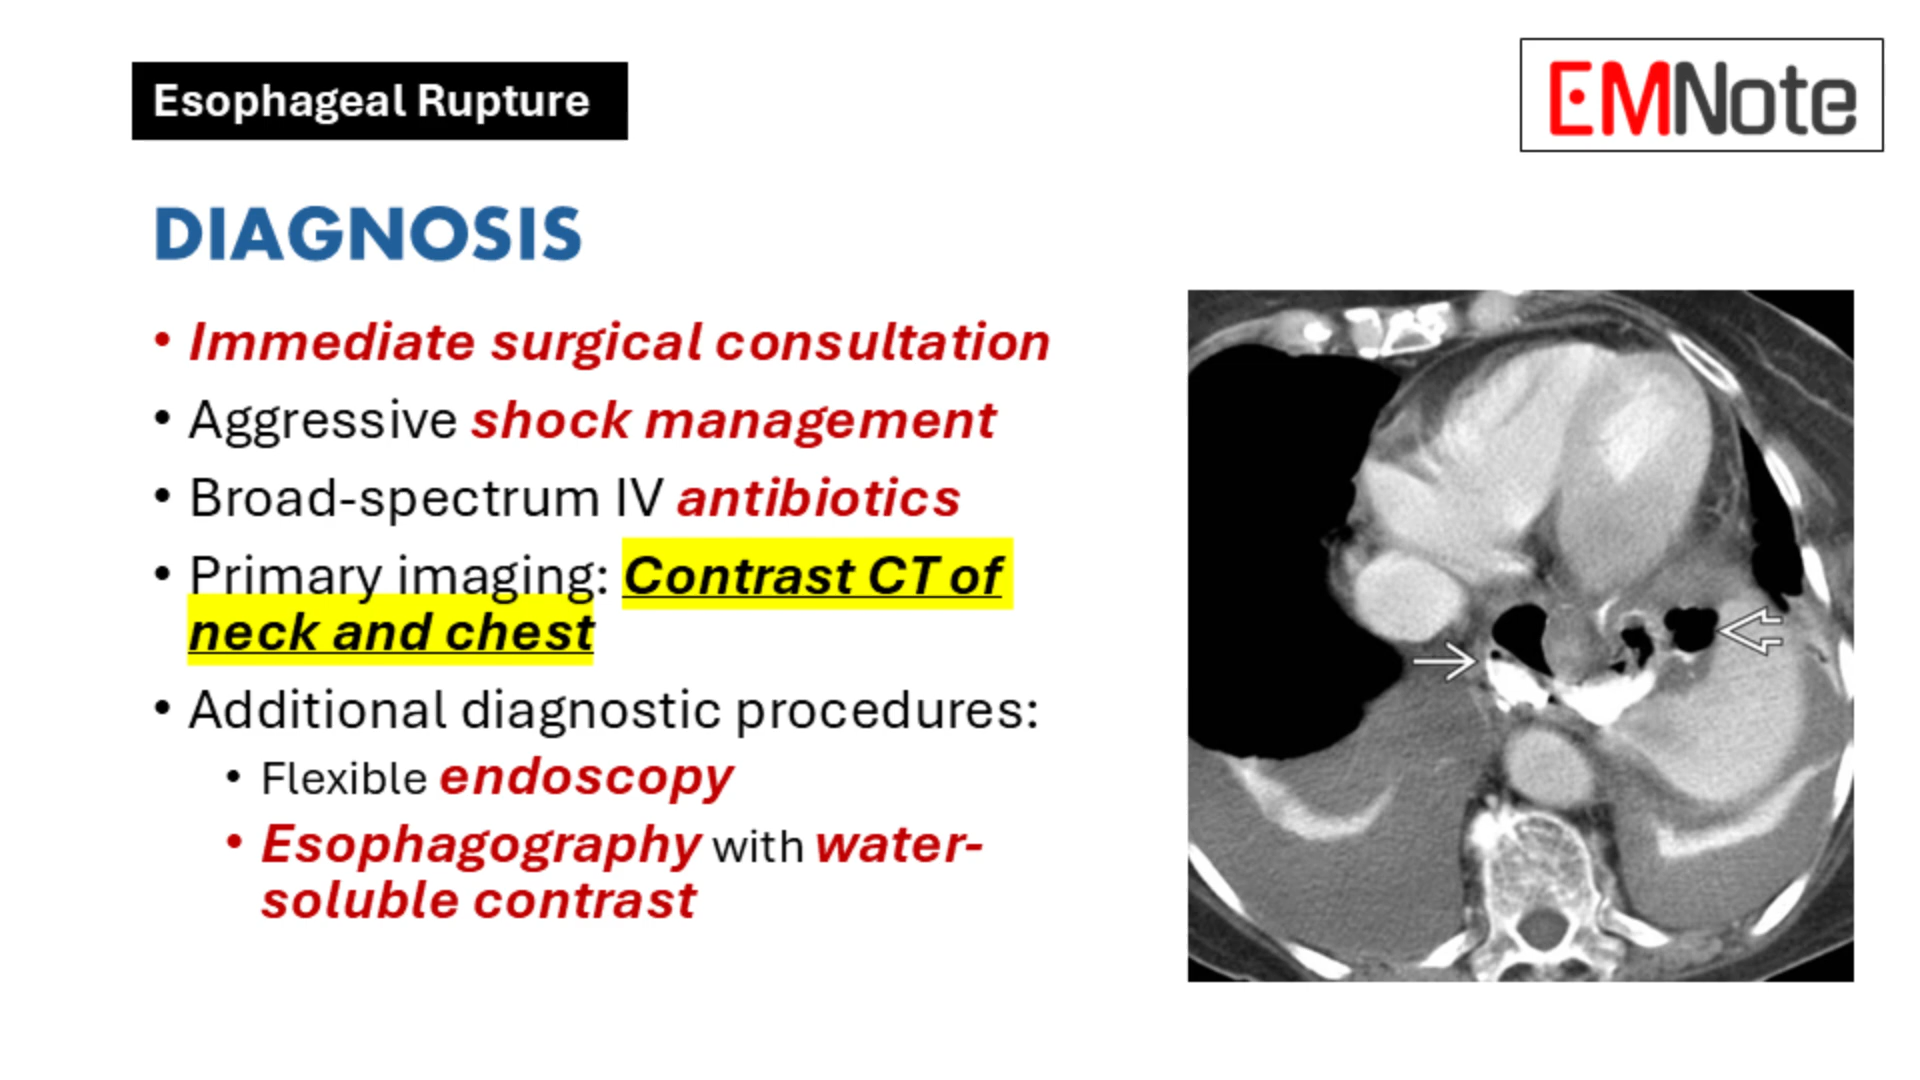 Esophageal Rupture
EMNote
DIAGNOSIS
• Immediate surgical consultation
• Aggressive shock management
• Broad-spectrum IV antibiotics
• Primary imaging: Contrast CT of
neck and chest
• Additional diagnostic procedures:
• Flexible endoscopy
• Esophagography with water-
soluble contrast